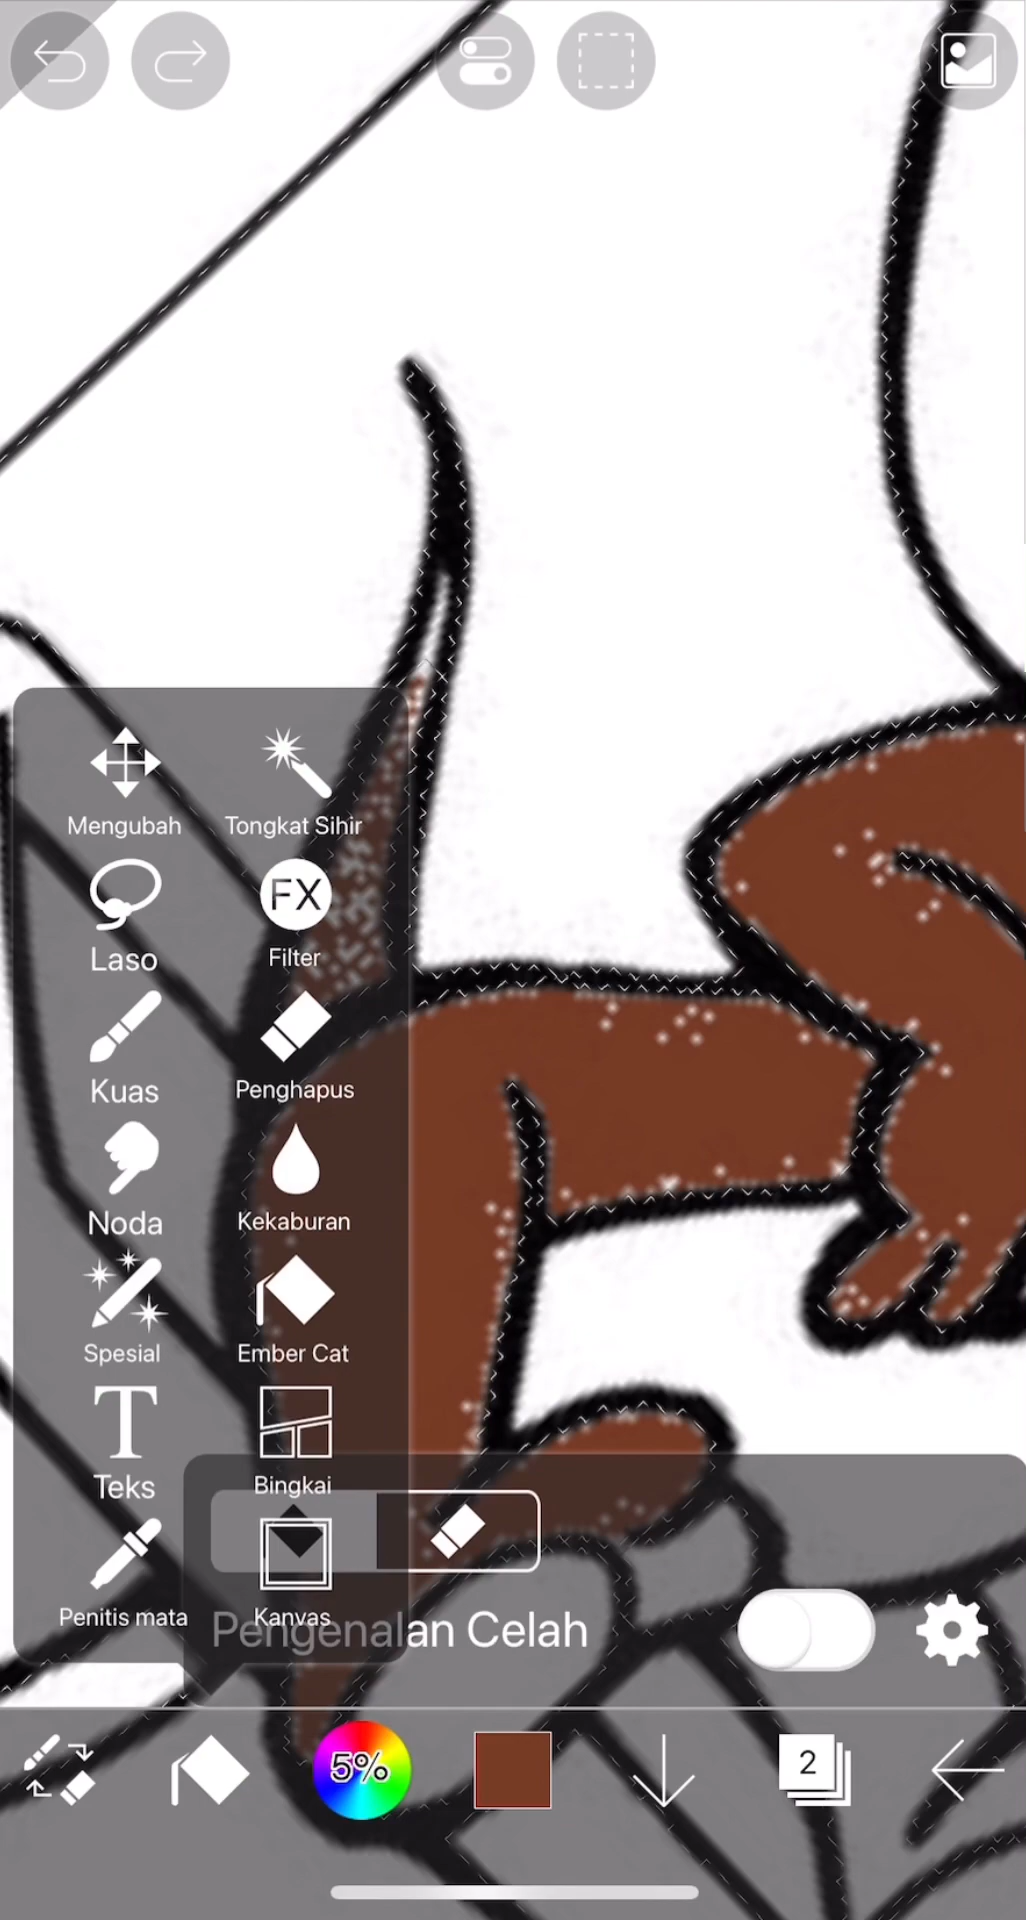 Mengubah
Tongkat Sihir
Laso
FX
Filter
Kuas
Penghapus
Noda
Kekaburan
Spesial
Ember Cat
T
Teks
Bingkai
Penitis mata
Kanvas
Pengenalan Celah
5%
2